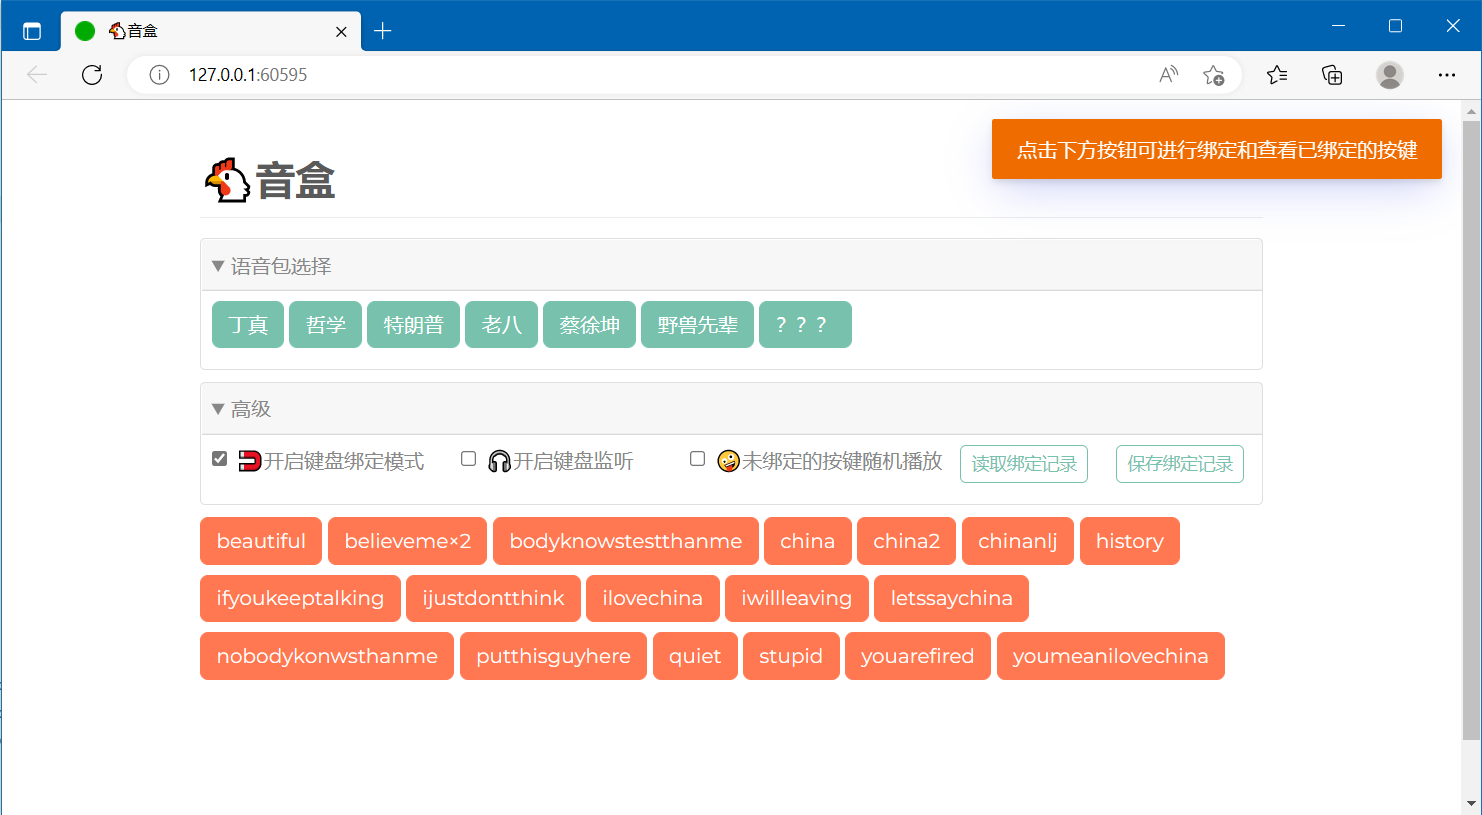 🐔音盒
127.0.0.1:60595
点击下方按钮可进行绑定和查看已绑定的按键
🐔音盒
▼ 语音包选择
丁真 哲学 特朗普 老八 蔡徐坤 野兽先辈 ？？？
▼ 高级
🧲开启键盘绑定模式 🎧开启键盘监听 🤪未绑定的按键随机播放 读取绑定记录 保存绑定记录
beautiful believeme×2 bodyknowstestthanme china china2 chinanlj history
ifyoukeeptalking ijustdontthink ilovechina iwillleaving letssaychina
nobodykonwsthanme putthisguyhere quiet stupid youarefired youmeanilovechina